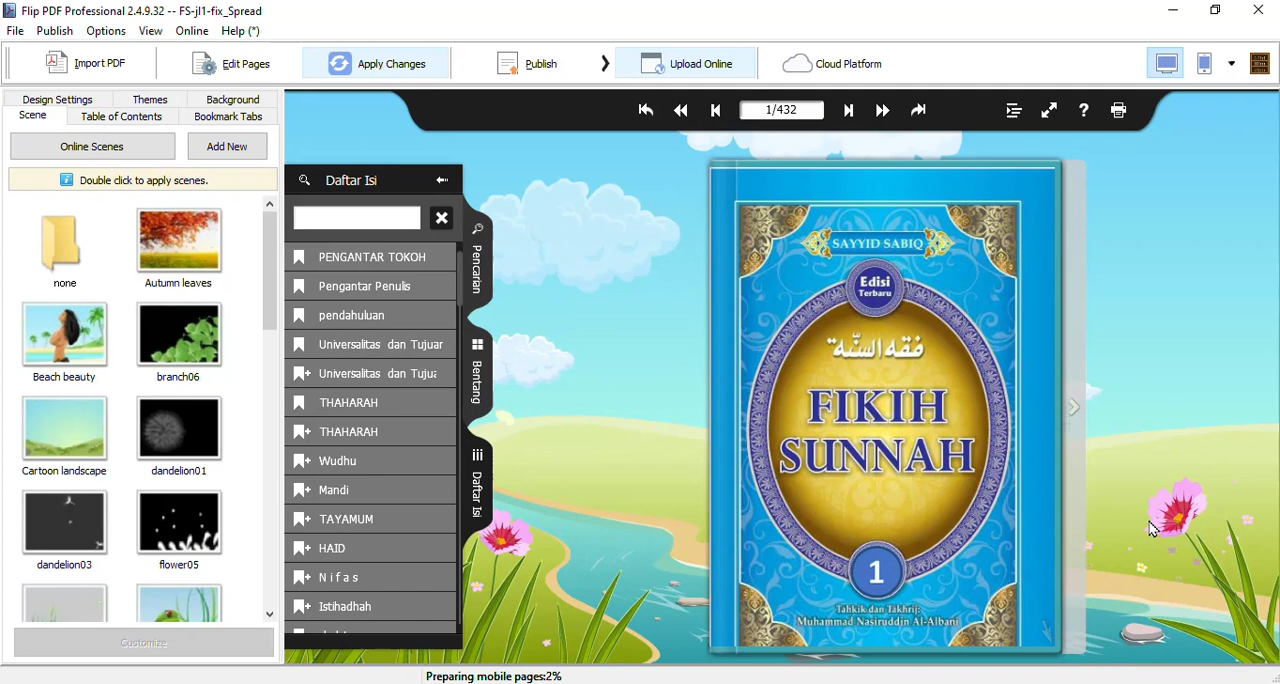 Flip PDF Professional 2.4.9.32 -- FS-jl1-fix_Spread
File Publish Options View Online Help (*)
Import PDF Edit Pages Apply Changes Publish Upload Online Cloud Platform
Design Settings Themes Background
Scene Table of Contents Bookmark Tabs
Online Scenes Add New
Double click to apply scenes.
none Autumn leaves
Beach beauty branch06
Cartoon landscape dandelion01
dandelion03 flower05
Customize
1/432
?
Daftar Isi
PENGANTAR TOKOH
Pengantar Penulis
pendahuluan
Universalitas dan Tujuar
Universalitas dan Tujua
THAHARAH
THAHARAH
Wudhu
Mandi
TAYAMUM
HAID
Nifas
Istihadhah
Pencarian
Bentang
Daftar Isi
SAYYID SABIQ
Edisi
Terbaru
فقه السنّة
FIKIH
SUNNAH
1
Tahkik dan Takhrij:
Muhammad Nasiruddin Al-Albani
Preparing mobile pages:2%